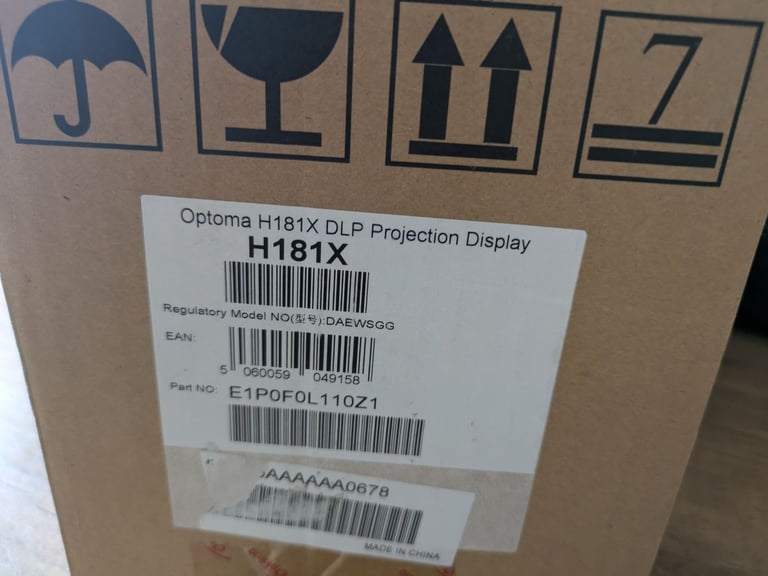 7
Optoma H181X DLP Projection Display
H181X
Regulatory Model NO(型号):DAEWSGG
EAN:
5 060059 049158
Part NO: E1P0F0L110Z1
AAAAAA0678
MADE IN CHINA